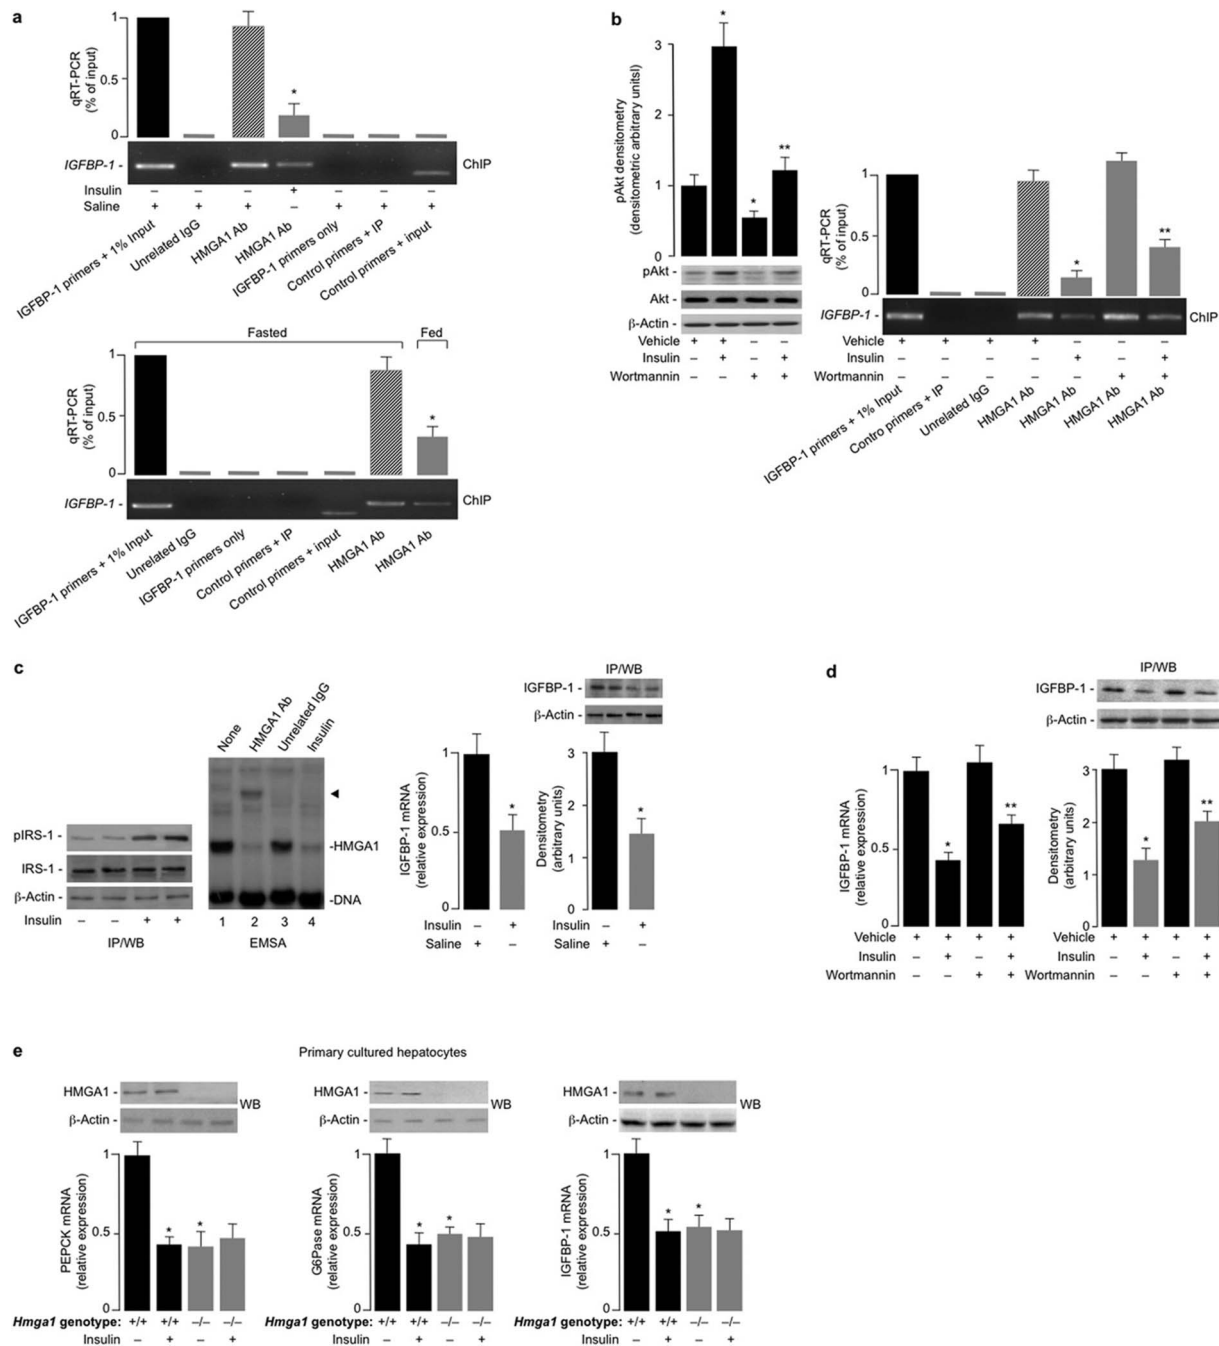 a
1
0.5
0
qRT-PCR
(% of input)
*
IGFBP-1 -
ChIP
Insulin – – – + – – –
Saline + + + – + + +
IGFBP-1 primers + 1% Input
Unrelated IgG
HMGA1 Ab
HMGA1 Ab
IGFBP-1 primers only
Control primers + IP
Control primers + input
Fasted
Fed
1
0.5
0
qRT-PCR
(% of input)
*
IGFBP-1 -
ChIP
IGFBP-1 primers + 1% Input
Unrelated IgG
IGFBP-1 primers only
Control primers + IP
Control primers + input
HMGA1 Ab
HMGA1 Ab
b
3
2
1
0
pAkt densitometry
(densitometric arbitrary unitsl)
*
*
**
pAkt -
Akt -
β-Actin -
Vehicle + + – –
Insulin – + – +
Wortmannin – – + +
1
0.5
0
qRT-PCR
(% of input)
*
**
IGFBP-1 -
ChIP
Vehicle + + + + – – –
Insulin – – – – + – +
Wortmannin – – – – – + +
IGFBP-1 primers + 1% Input
Contro primers + IP
Unrelated IgG
HMGA1 Ab
HMGA1 Ab
HMGA1 Ab
HMGA1 Ab
c
pIRS-1 -
IRS-1 -
β-Actin -
Insulin – – + +
IP/WB
None
HMGA1 Ab
Unrelated IgG
Insulin
-HMGA1
-DNA
1 2 3 4
EMSA
1
0.5
0
IGFBP-1 mRNA
(relative expression)
*
Insulin – +
Saline + –
IP/WB
IGFBP-1 -
β-Actin -
3
2
1
0
Densitometry
(arbitrary units)
*
Insulin – +
Saline + –
d
1
0.5
0
IGFBP-1 mRNA
(relative expression)
*
**
Vehicle + + + +
Insulin – + – +
Wortmannin – – + +
IP/WB
IGFBP-1 -
β-Actin -
3
2
1
0
Densitometry
(arbitrary units)
*
**
Vehicle + + + +
Insulin – + – +
Wortmannin – – + +
e
Primary cultured hepatocytes
HMGA1 -
β-Actin -
WB
1
0.5
0
PEPCK mRNA
(relative expression)
*
*
Hmga1 genotype: +/+ +/+ –/– –/–
Insulin – + – +
HMGA1 -
β-Actin -
WB
1
0.5
0
G6Pase mRNA
(relative expression)
*
*
Hmga1 genotype: +/+ +/+ –/– –/–
Insulin – + – +
HMGA1 -
β-Actin -
WB
1
0.5
0
IGFBP-1 mRNA
(relative expression)
*
*
Hmga1 genotype: +/+ +/+ –/– –/–
Insulin – + – +